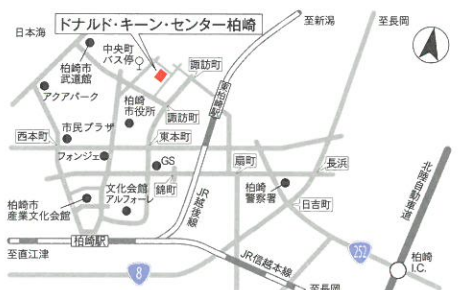 ドナルド・キーン・センター柏崎
至新潟
至長岡
日本海
中央町
バス停
柏崎市
武道館
諏訪町
アクアパーク
柏崎
市役所
諏訪町
東柏崎駅
市民プラザ
西本町
東本町
フォンジェ
GS
扇町
長浜
錦町
柏崎
警察署
北陸自動車道
文化会館
アルフォーレ
柏崎市
産業文化会館
日吉町
JR越後線
柏崎駅
252
柏崎
I.C.
至直江津
8
JR信越本線
至長岡